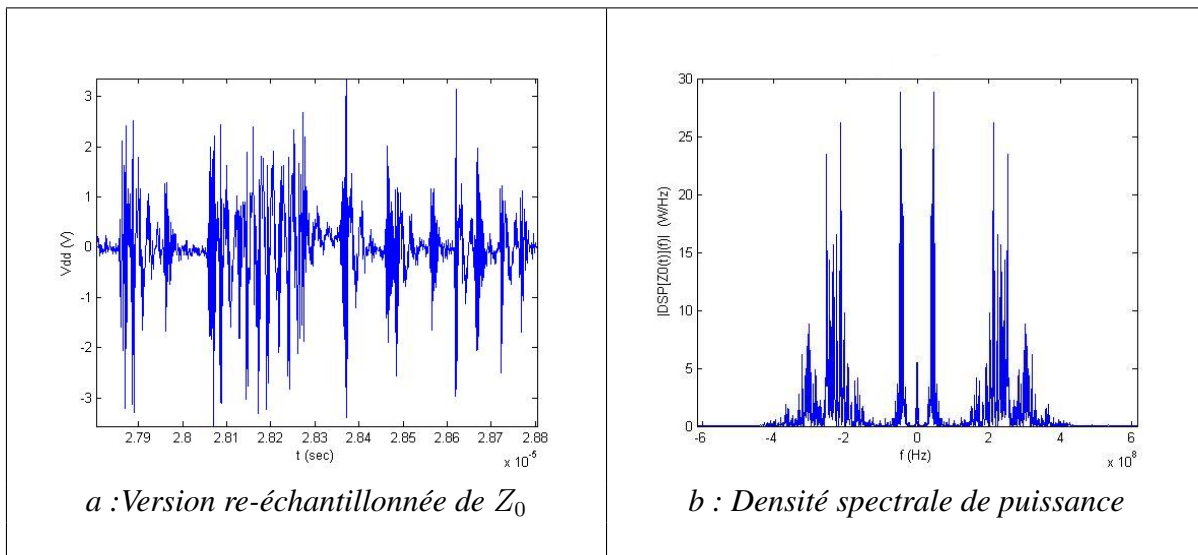 3
2
1
0
-1
-2
-3
Vdd (V)
2.79 2.8 2.81 2.82 2.83 2.84 2.85 2.86 2.87 2.88
t (sec)
x 10⁻⁵
a :Version re-échantillonnée de Z₀
30
25
20
15
10
5
0
|DSP[Z0(t)](f)| (W/Hz)
-6 -4 -2 0 2 4 6
f (Hz)
x 10⁸
b : Densité spectrale de puissance